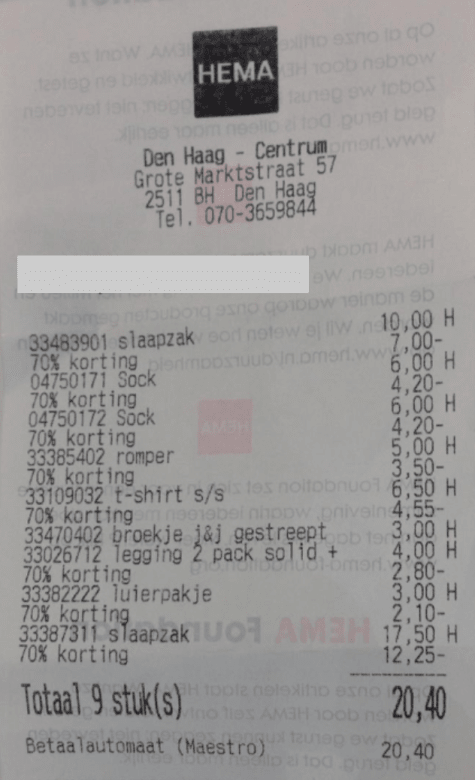 HEMA
Den Haag - Centrum
Grote Marktstraat 57
2511 BH Den Haag
Tel. 070-3659844
33483901 slaapzak 10,00 H
70% korting 7,00-
04750171 Sock 6,00 H
70% korting 4,20-
04750172 Sock 6,00 H
70% korting 4,20-
33385402 romper 5,00 H
70% korting 3,50-
33109032 t-shirt s/s 6,50 H
70% korting 4,55-
33470402 broekje j&j gestreept 3,00 H
33026712 legging 2 pack solid + 4,00 H
70% korting 2,80-
33382222 luierpakje 3,00 H
70% korting 2,10-
33387311 slaapzak 17,50 H
70% korting 12,25-
Totaal 9 stuk(s) 20,40
Betaalautomaat (Maestro) 20,40